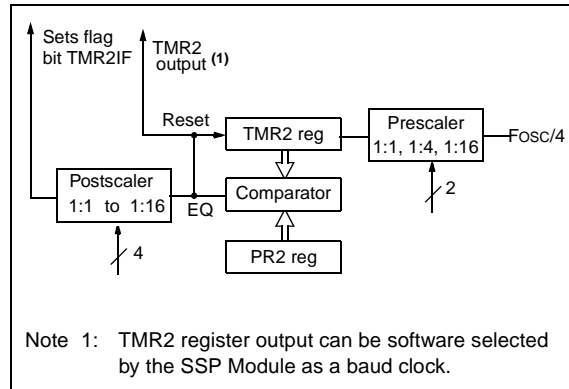 Sets flag
bit TMR2IF
TMR2
output (1)
Reset
TMR2 reg
Prescaler
1:1, 1:4, 1:16
FOSC/4
2
Postscaler
1:1 to 1:16
EQ
Comparator
4
PR2 reg
Note 1: TMR2 register output can be software selected
by the SSP Module as a baud clock.